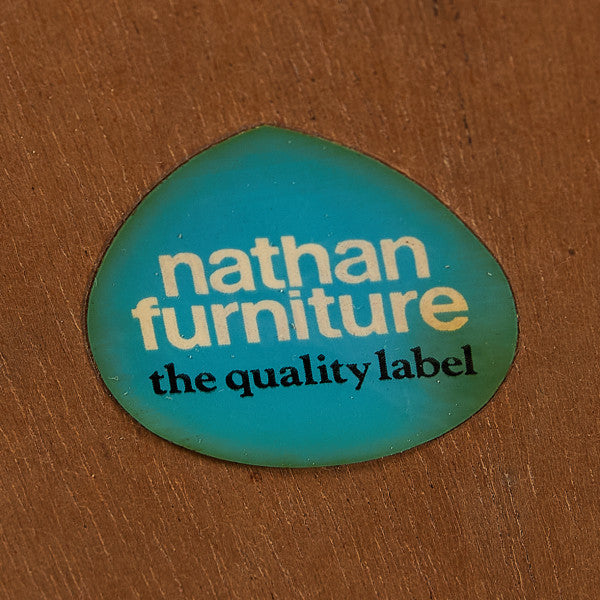 nathan
furniture
the quality label